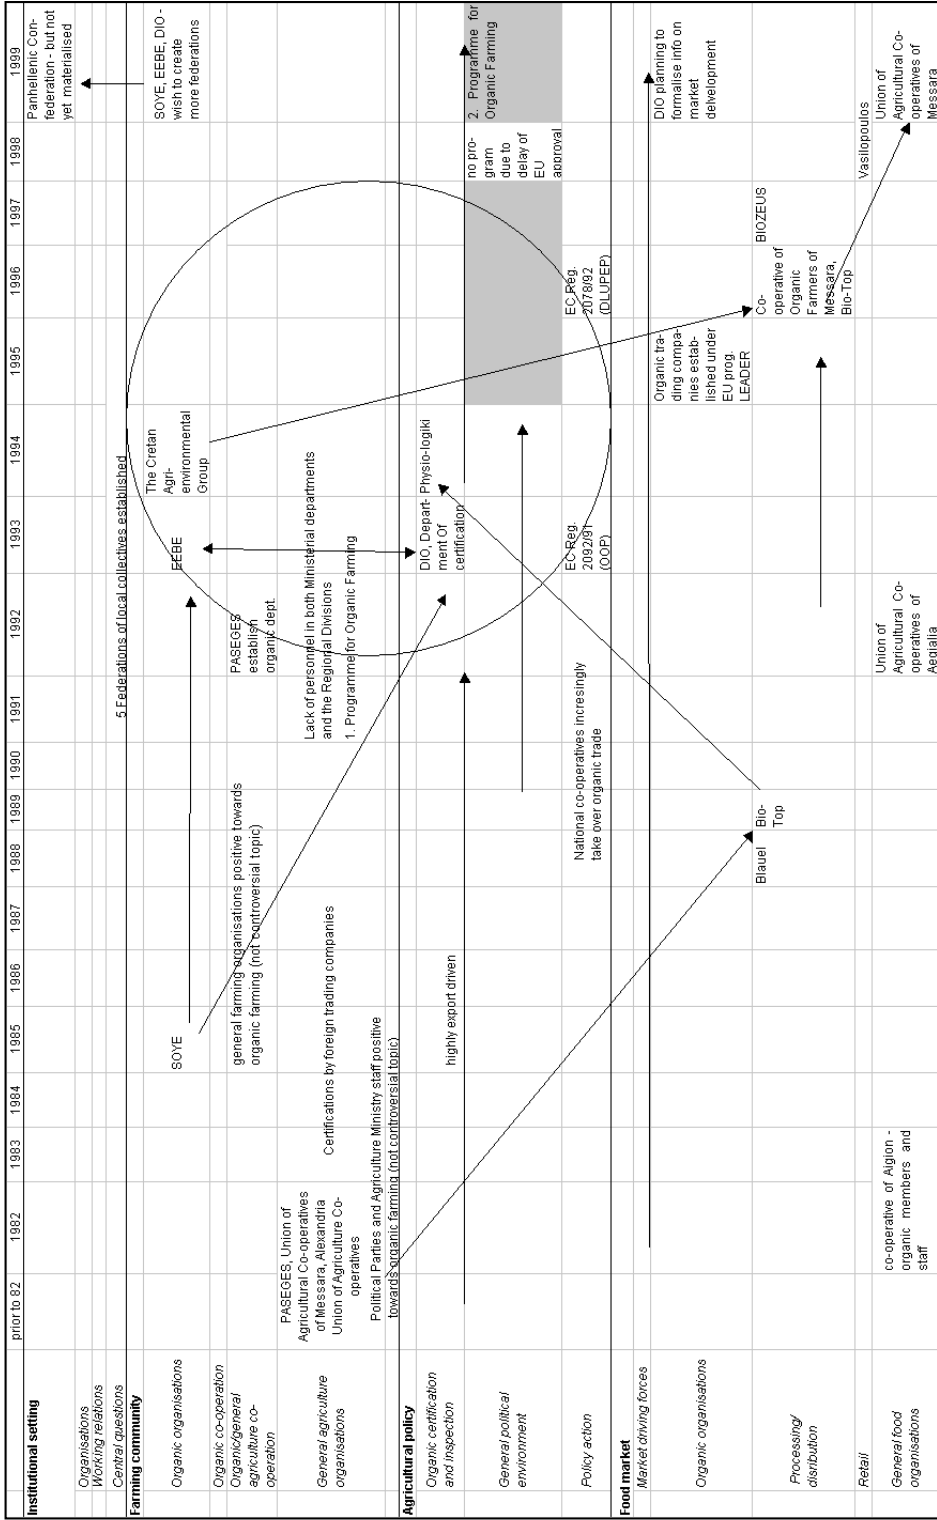 prior to 82
1982
1983
1984
1985
1986
1987
1988
1989
1990
1991
1992
1993
1994
1995
1996
1997
1998
1999
Institutional setting
Panhellenic Con-
federation - but not
yet materialised
Organisations
Working relations
Central questions
5 Federations of local collectives established
SOYE, EEBE, DIO -
wish to create
more federations
Farming community
Organic organisations
SOYE
EEBE
The Cretan
Agri-
environmental
Group
Organic co-operation
Organic/general
agriculture co-
operation
general farming organisations positive towards
organic farming (not controversial topic)
PASEGES
establish
organic dept.
General agriculture
organisations
PASEGES, Union of
Agricultural Co-operatives
of Messara, Alexandria
Union of Agriculture Co-
operatives
Certifications by foreign trading companies
Lack of personnel in both Ministerial departments
and the Regional Divisions
1. Programme for Organic Farming
Political Parties and Agriculture Ministry staff positive
towards organic farming (not controversial topic)
Agricultural policy
Organic certification
and inspection
highly export driven
DIO, Depart-
ment Of
certification
Physio-logiki
General political
environment
no pro-
gram
due to
delay of
EU
approval
2. Programme for
Organic Farming
Policy action
National co-operatives incresingly
take over organic trade
EC Reg.
2092/91
(OOP)
EC Reg.
2078/92
(DLUPEP)
Food market
Market driving forces
Organic organisations
Organic tra-
ding compa-
nies estab-
lished under
EU prog.
LEADER
DIO planning to
formalise info on
market
delvelopment
Processing/
disribution
Blauel
Bio-
Top
Co-
operative of
Organic
Farmers of
Messara,
Bio-Top
BIOZEUS
Retail
Vasilopoulos
General food
organisations
co-operative of Aigion -
organic members and
staff
Union of
Agricultural Co-
operatives of
Aegialia
Union of
Agricultural Co-
operatives of
Messara